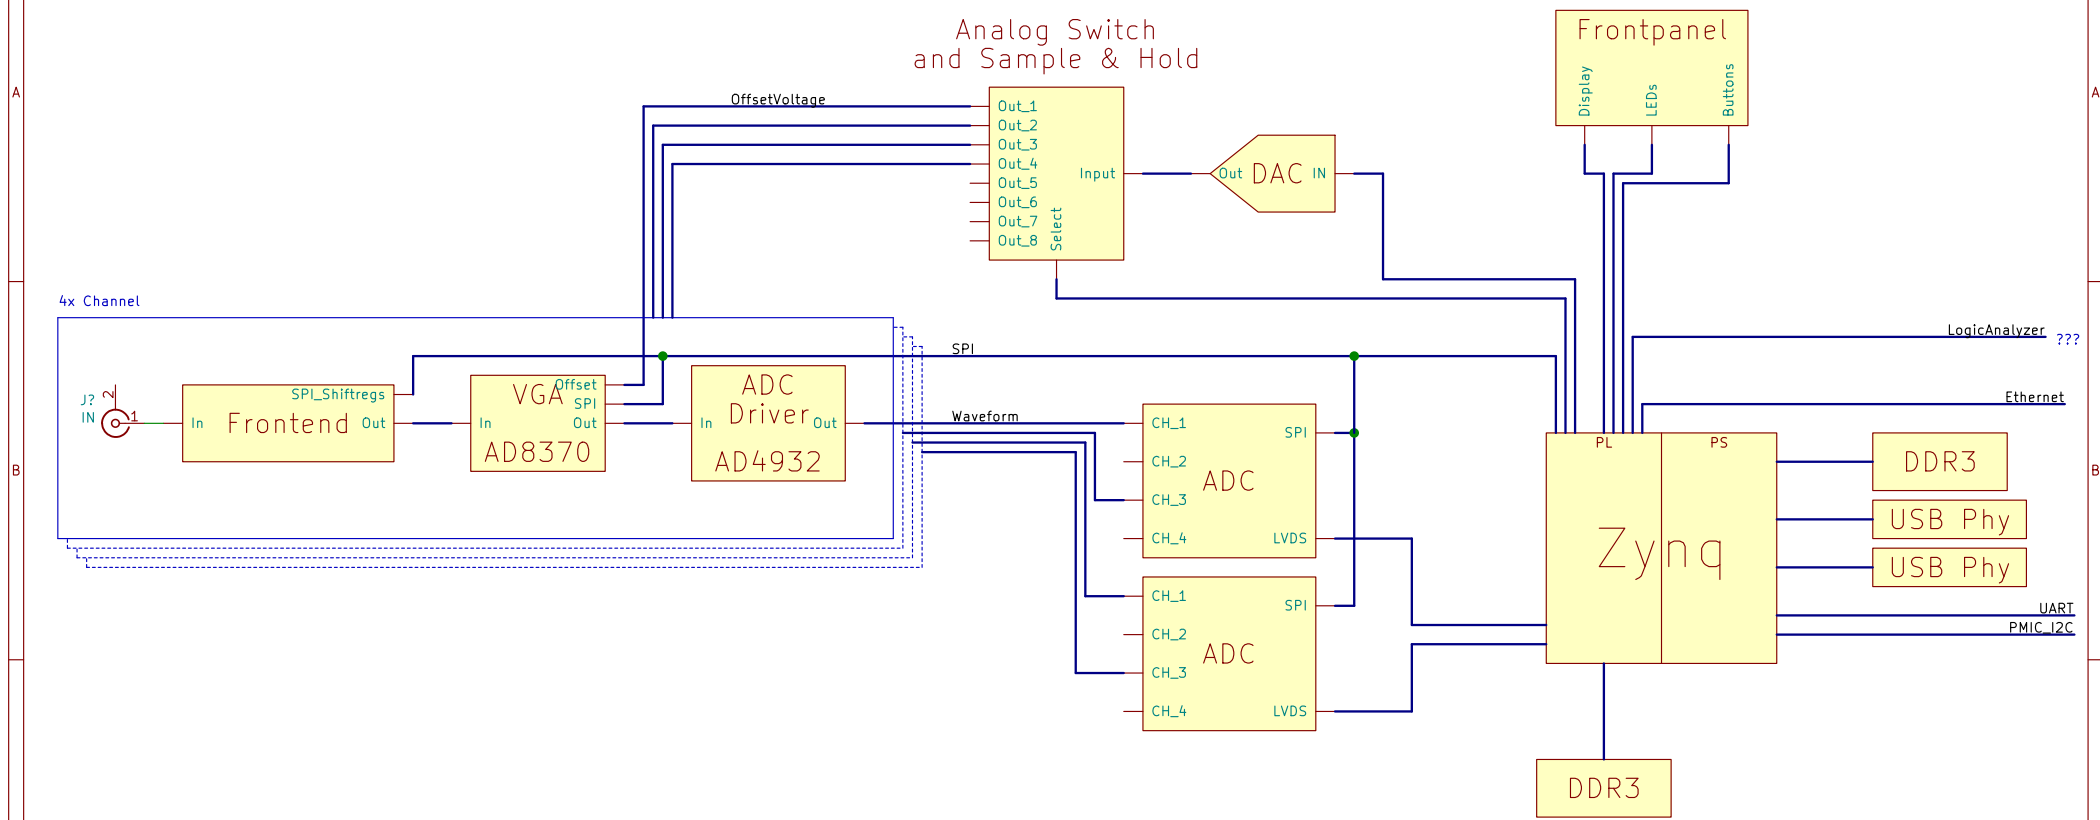 Analog Switch
and Sample & Hold
A
A
OffsetVoltage
Out_1
Out_2
Out_3
Out_4
Out_5
Out_6
Out_7
Out_8
Input
Select
Out
DAC
IN
Frontpanel
Display
LEDs
Buttons
4x Channel
J?
IN
2
1
In
SPI_Shiftregs
Frontend
Out
VGA
Offset
SPI
In
Out
AD8370
ADC
Driver
In
Out
AD4932
SPI
Waveform
CH_1
CH_2
CH_3
CH_4
SPI
ADC
LVDS
CH_1
CH_2
CH_3
CH_4
SPI
ADC
LVDS
LogicAnalyzer
???
Ethernet
PL
PS
Zynq
DDR3
USB Phy
USB Phy
UART
PMIC_I2C
DDR3
B
B